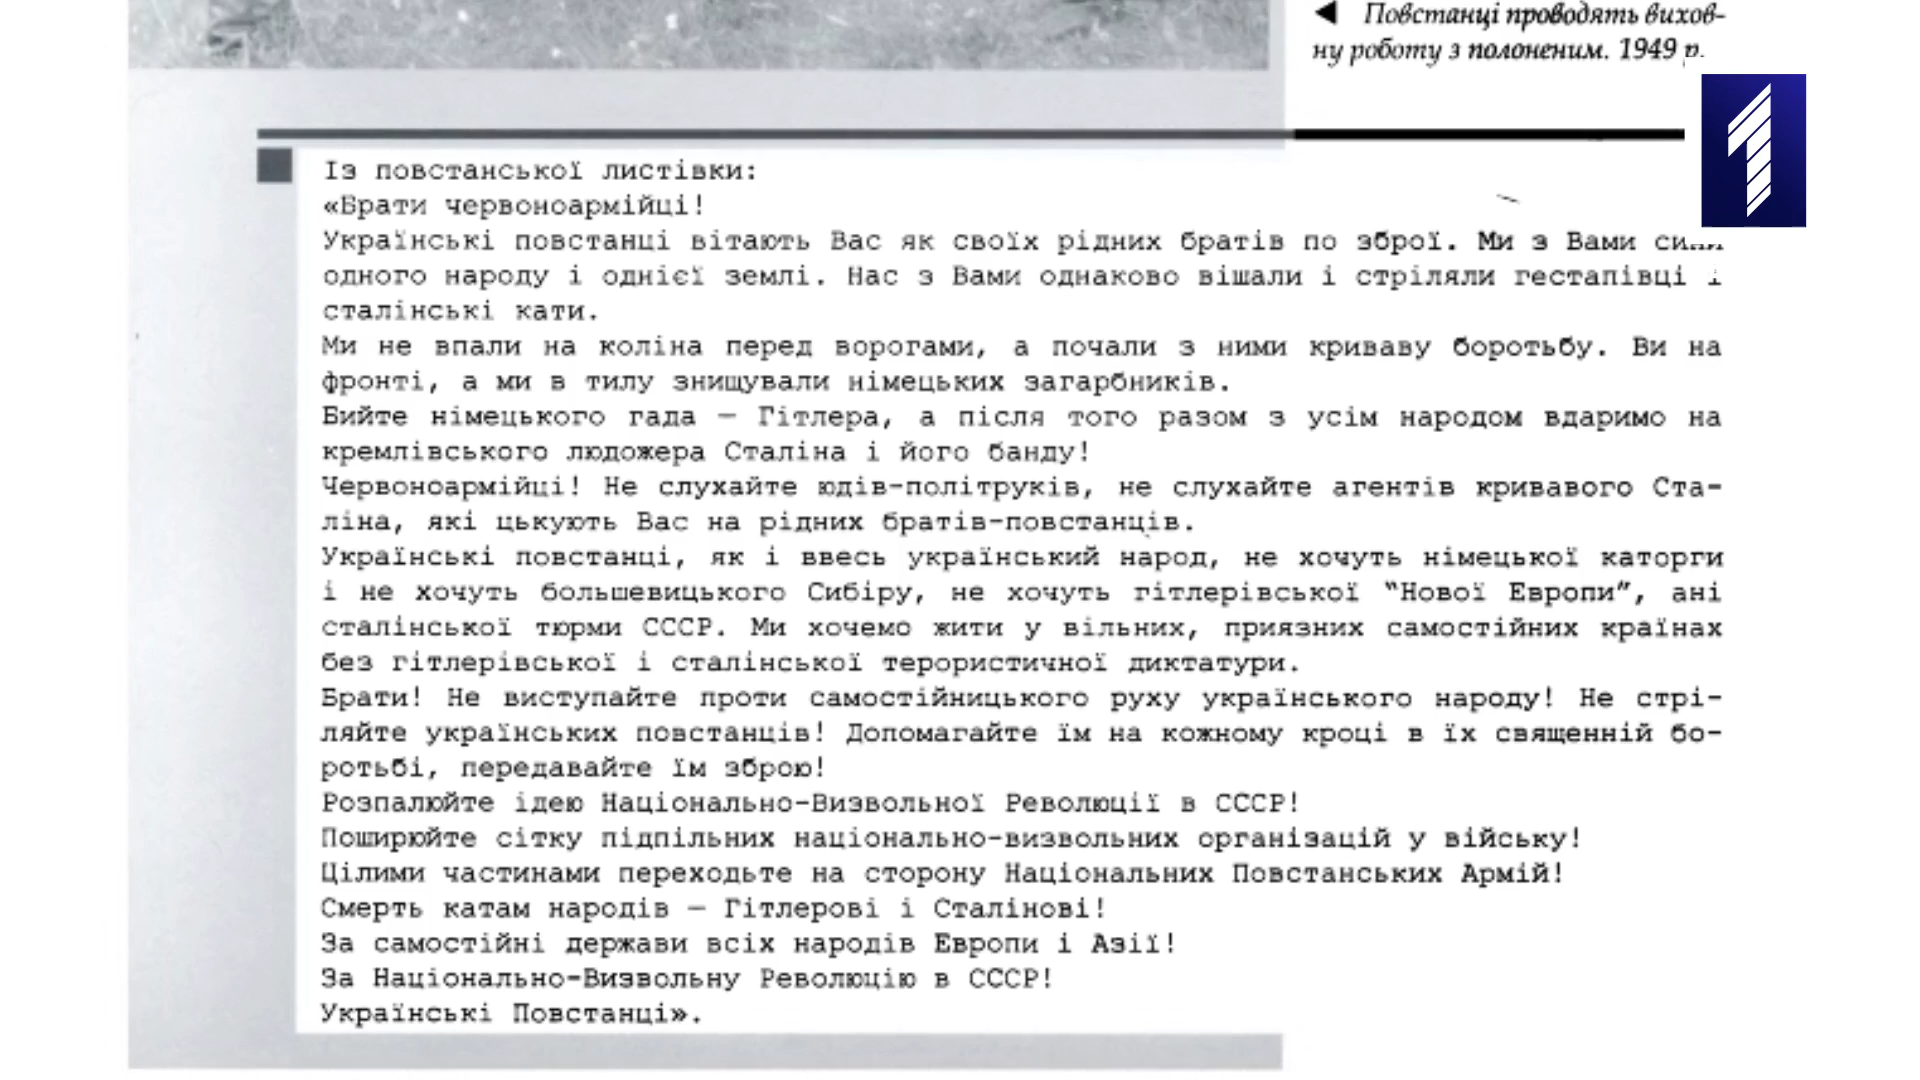 ◄ Повстанці проводять вихов-
ну роботу з полоненим. 1949 р.
Із повстанської листівки:
«Брати червоноармійці!
Українські повстанці вітають Вас як своїх рідних братів по зброї. Ми з Вами сини
одного народу і однієї землі. Нас з Вами однаково вішали і стріляли гестапівці і
сталінські кати.
Ми не впали на коліна перед ворогами, а почали з ними криваву боротьбу. Ви на
фронті, а ми в тилу знищували німецьких загарбників.
Бийте німецького гада — Гітлера, а після того разом з усім народом вдаримо на
кремлівського людожера Сталіна і його банду!
Червоноармійці! Не слухайте юдів-політруків, не слухайте агентів кривавого Ста-
ліна, які цькують Вас на рідних братів-повстанців.
Українські повстанці, як і ввесь український народ, не хочуть німецької каторги
і не хочуть большевицького Сибіру, не хочуть гітлерівської “Нової Европи”, ані
сталінської тюрми СССР. Ми хочемо жити у вільних, приязних самостійних країнах
без гітлерівської і сталінської терористичної диктатури.
Брати! Не виступайте проти самостійницького руху українського народу! Не стрі-
ляйте українських повстанців! Допомагайте їм на кожному кроці в їх священній бо-
ротьбі, передавайте їм зброю!
Розпалюйте ідею Національно-Визвольної Революції в СССР!
Поширюйте сітку підпільних національно-визвольних організацій у війську!
Цілими частинами переходьте на сторону Національних Повстанських Армій!
Смерть катам народів — Гітлерові і Сталінові!
За самостійні держави всіх народів Европи і Азії!
За Національно-Визвольну Революцію в СССР!
Українські Повстанці».
1